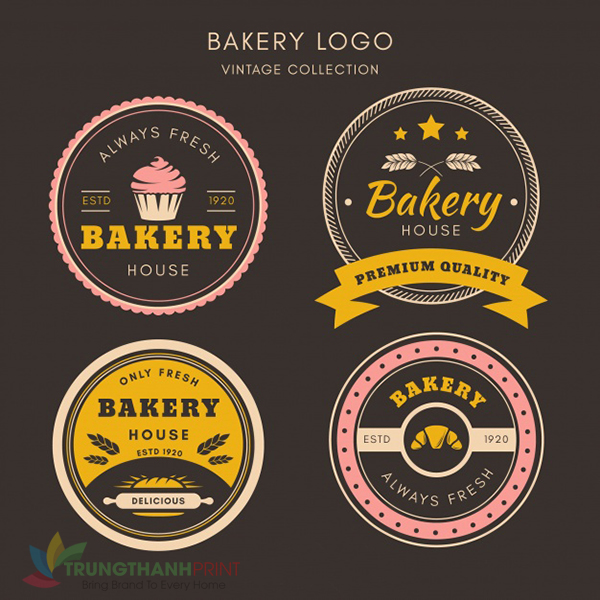 BAKERY LOGO
VINTAGE COLLECTION
ALWAYS FRESH
ESTD 1920
BAKERY
HOUSE
Bakery
HOUSE
PREMIUM QUALITY
ONLY FRESH
BAKERY
HOUSE
ESTD 1920
DELICIOUS
BAKERY
ESTD 1920
ALWAYS FRESH
TRUNGTHANHPRINT
Bring Brand To Every Home